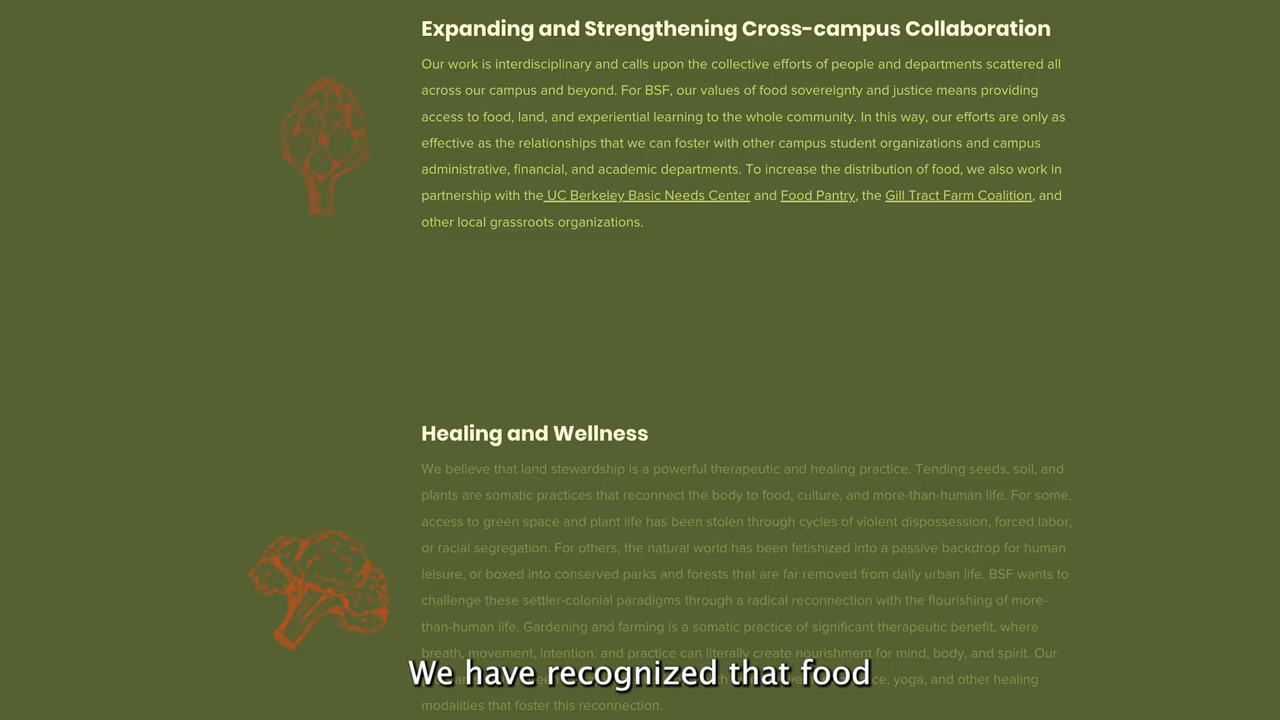 Expanding and Strengthening Cross-campus Collaboration
Our work is interdisciplinary and calls upon the collective efforts of people and departments scattered all
across our campus and beyond. For BSF, our values of food sovereignty and justice means providing
access to food, land, and experiential learning to the whole community. In this way, our efforts are only as
effective as the relationships that we can foster with other campus student organizations and campus
administrative, financial, and academic departments. To increase the distribution of food, we also work in
partnership with the UC Berkeley Basic Needs Center and Food Pantry, the Gill Tract Farm Coalition, and
other local grassroots organizations.
Healing and Wellness
We believe that land stewardship is a powerful therapeutic and healing practice. Tending seeds, soil, and
plants are somatic practices that reconnect the body to food, culture, and more-than-human life. For some,
access to green space and plant life has been stolen through cycles of violent dispossession, forced labor,
or racial segregation. For others, the natural world has been fetishized into a passive backdrop for human
leisure, or boxed into conserved parks and forests that are far removed from daily urban life. BSF wants to
challenge these settler-colonial paradigms through a radical reconnection with the flourishing of more-
than-human life. Gardening and farming is a somatic practice of significant therapeutic benefit, where
breath, movement, intention, and practice can literally create nourishment for mind, body, and spirit. Our
yoga, and other healing
modalities that foster this reconnection.
We have recognized that food